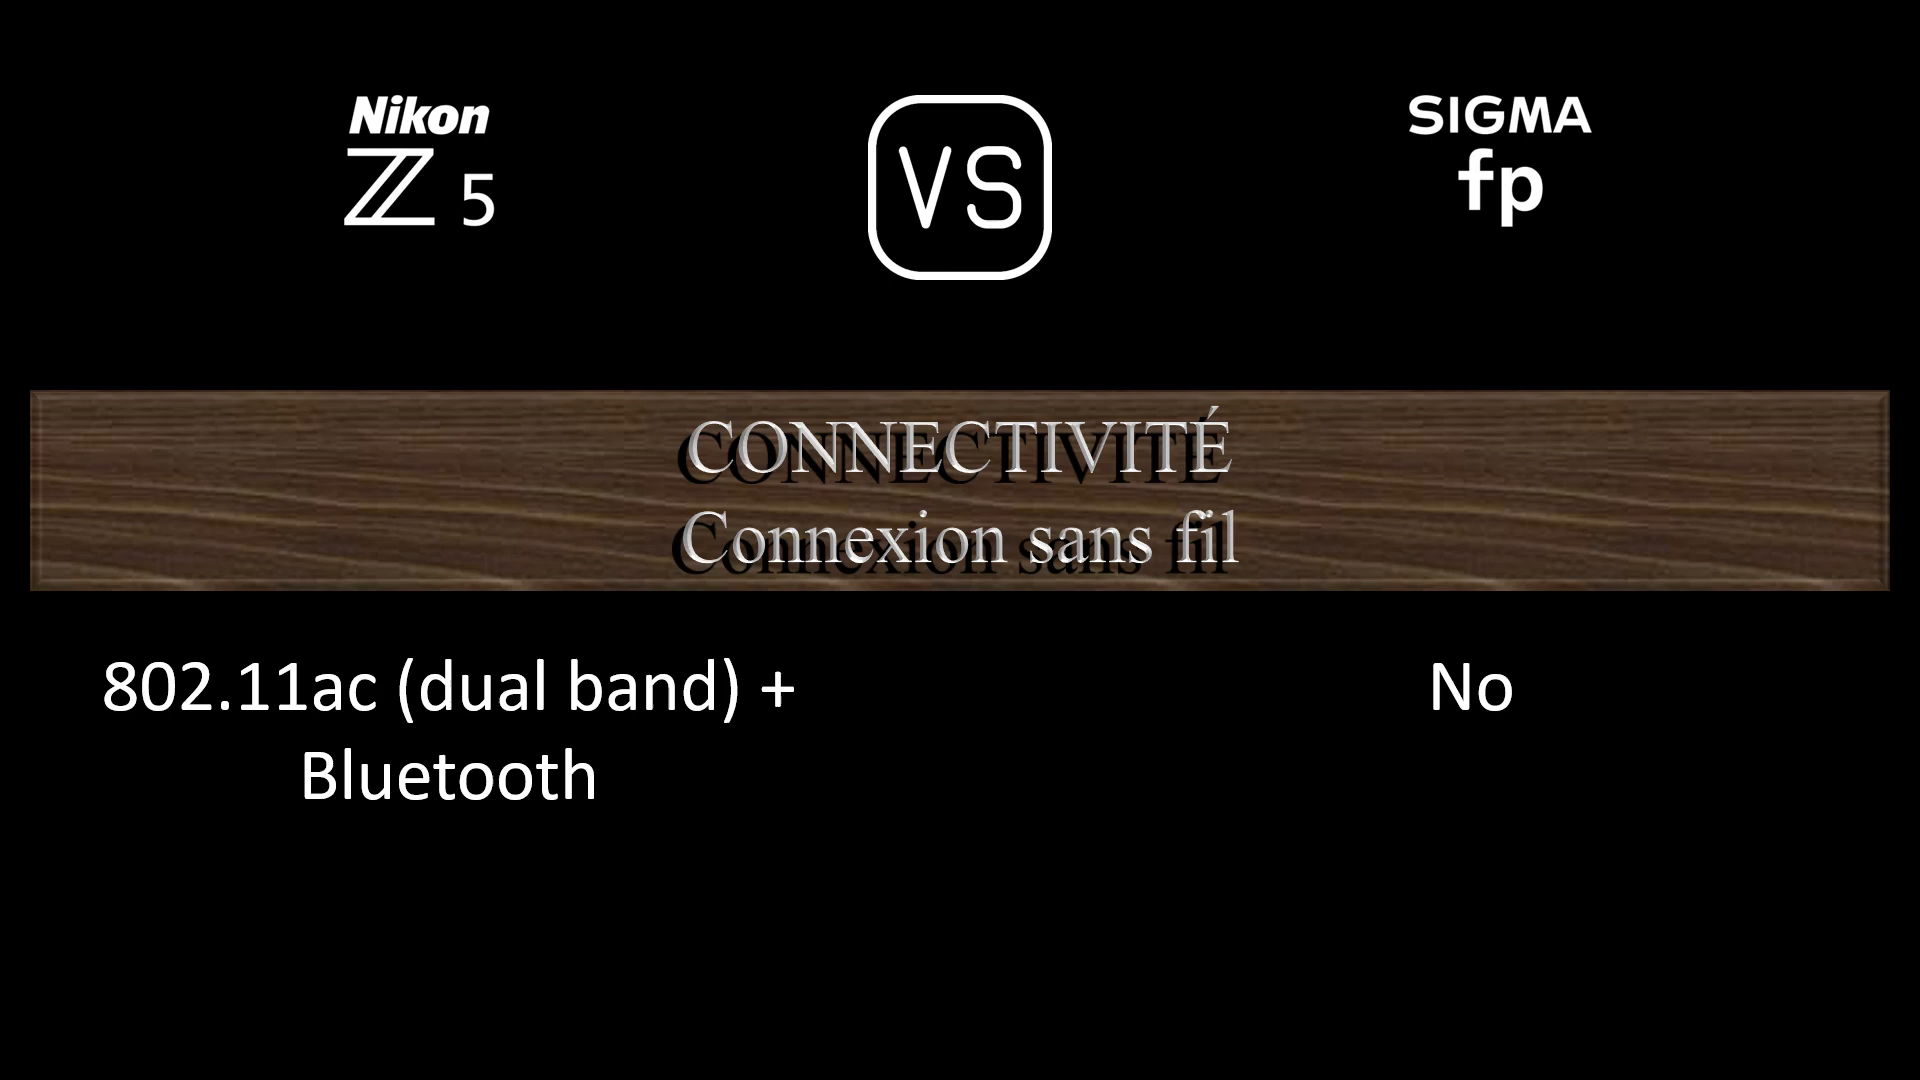 Nikon
Z 5
VS
SIGMA
fp
CONNECTIVITÉ
Connexion sans fil
802.11ac (dual band) +
Bluetooth
No